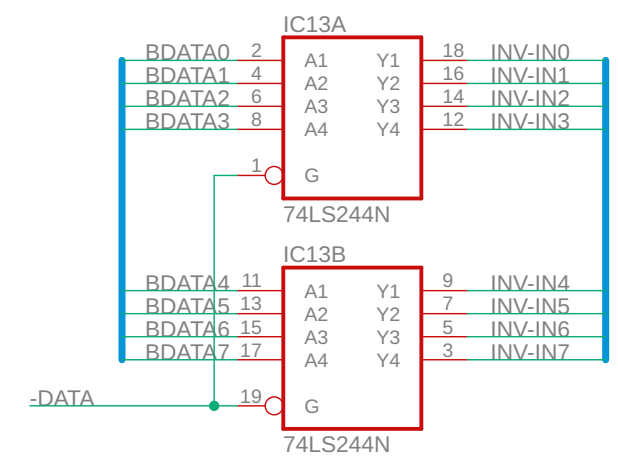 IC13A
BDATA0 2 A1 Y1 18 INV-IN0
BDATA1 4 A2 Y2 16 INV-IN1
BDATA2 6 A3 Y3 14 INV-IN2
BDATA3 8 A4 Y4 12 INV-IN3
1 G
74LS244N
IC13B
BDATA4 11 A1 Y1 9 INV-IN4
BDATA5 13 A2 Y2 7 INV-IN5
BDATA6 15 A3 Y3 5 INV-IN6
BDATA7 17 A4 Y4 3 INV-IN7
-DATA 19 G
74LS244N